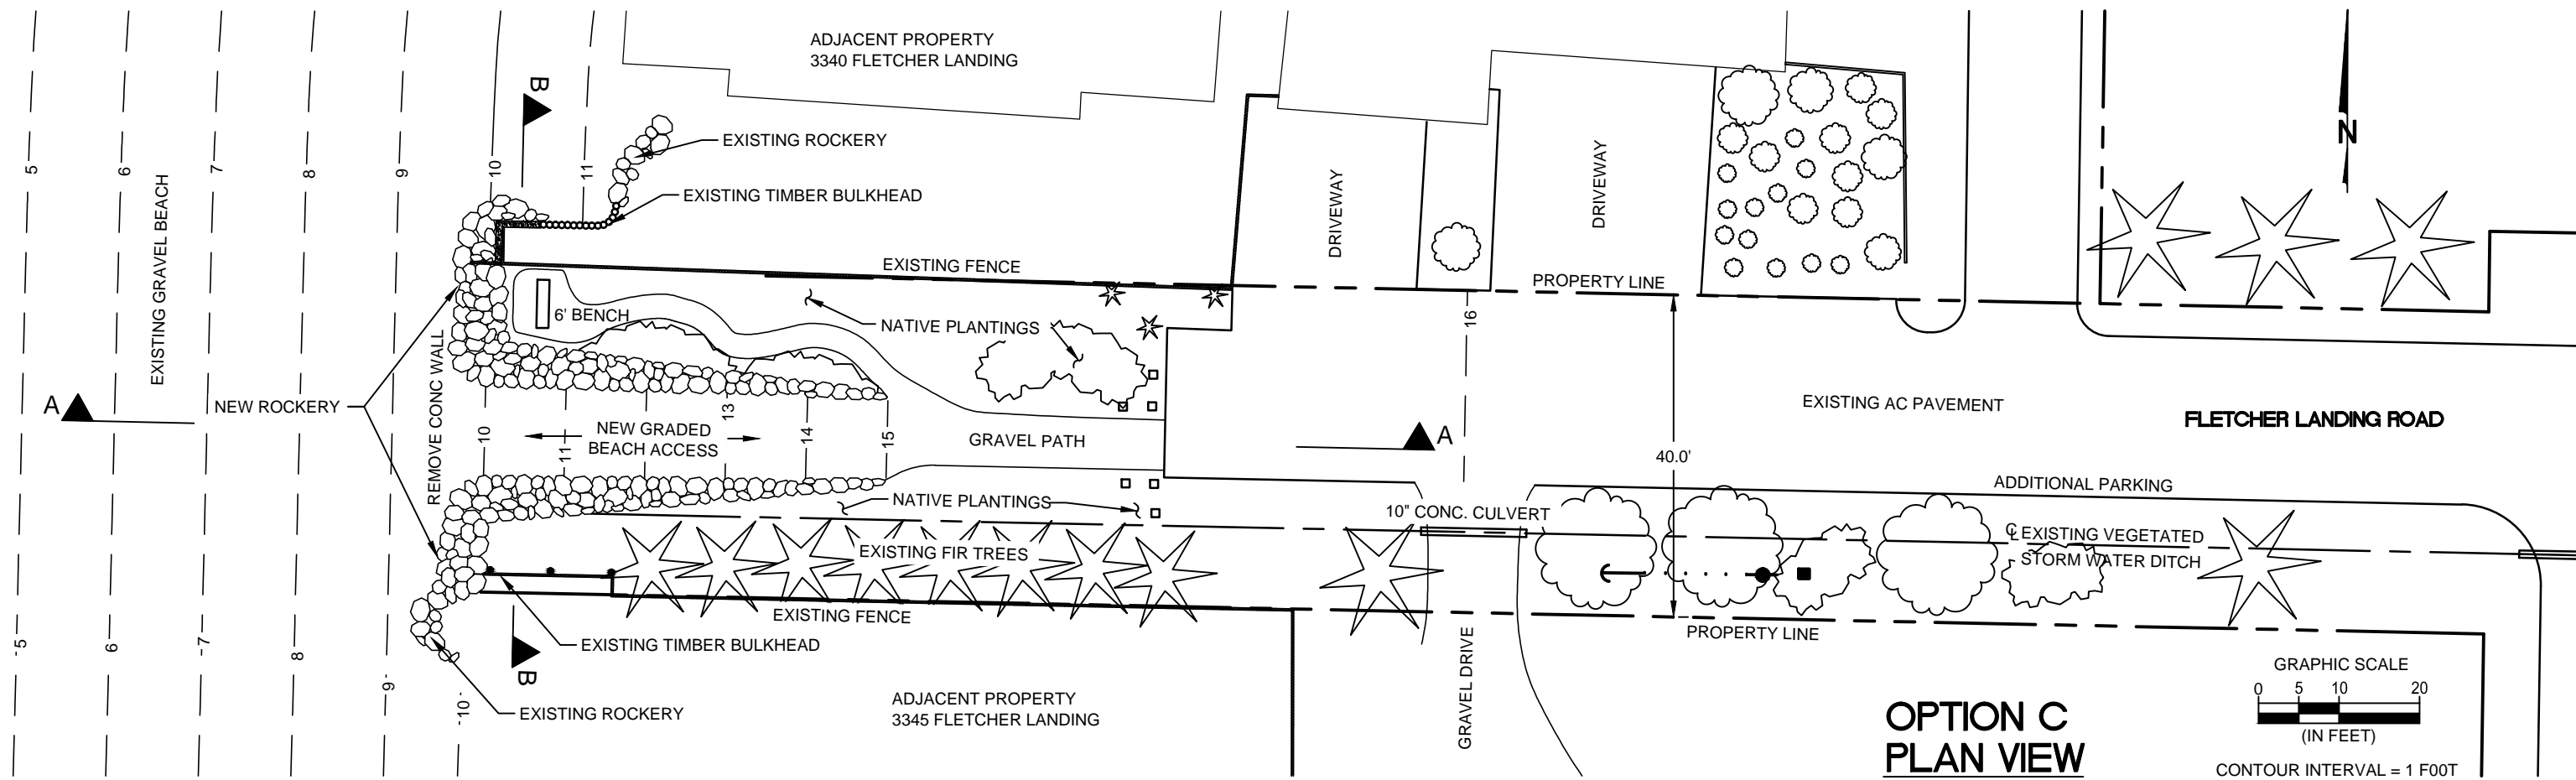 ADJACENT PROPERTY
3340 FLETCHER LANDING
B
EXISTING ROCKERY
EXISTING TIMBER BULKHEAD
5
6
7
8
9
10
11
EXISTING GRAVEL BEACH
DRIVEWAY
DRIVEWAY
N
EXISTING FENCE
PROPERTY LINE
6' BENCH
NATIVE PLANTINGS
16
REMOVE CONC WALL
A
NEW ROCKERY
10
11
13
14
15
NEW GRADED
BEACH ACCESS
GRAVEL PATH
A
EXISTING AC PAVEMENT
FLETCHER LANDING ROAD
40.0'
ADDITIONAL PARKING
NATIVE PLANTINGS
10" CONC. CULVERT
CL EXISTING VEGETATED
STORM WATER DITCH
EXISTING FIR TREES
EXISTING FENCE
PROPERTY LINE
EXISTING TIMBER BULKHEAD
5
6
7
8
9
10
B
EXISTING ROCKERY
ADJACENT PROPERTY
3345 FLETCHER LANDING
GRAVEL DRIVE
OPTION C
PLAN VIEW
GRAPHIC SCALE
0 5 10 20
(IN FEET)
CONTOUR INTERVAL = 1 F00T